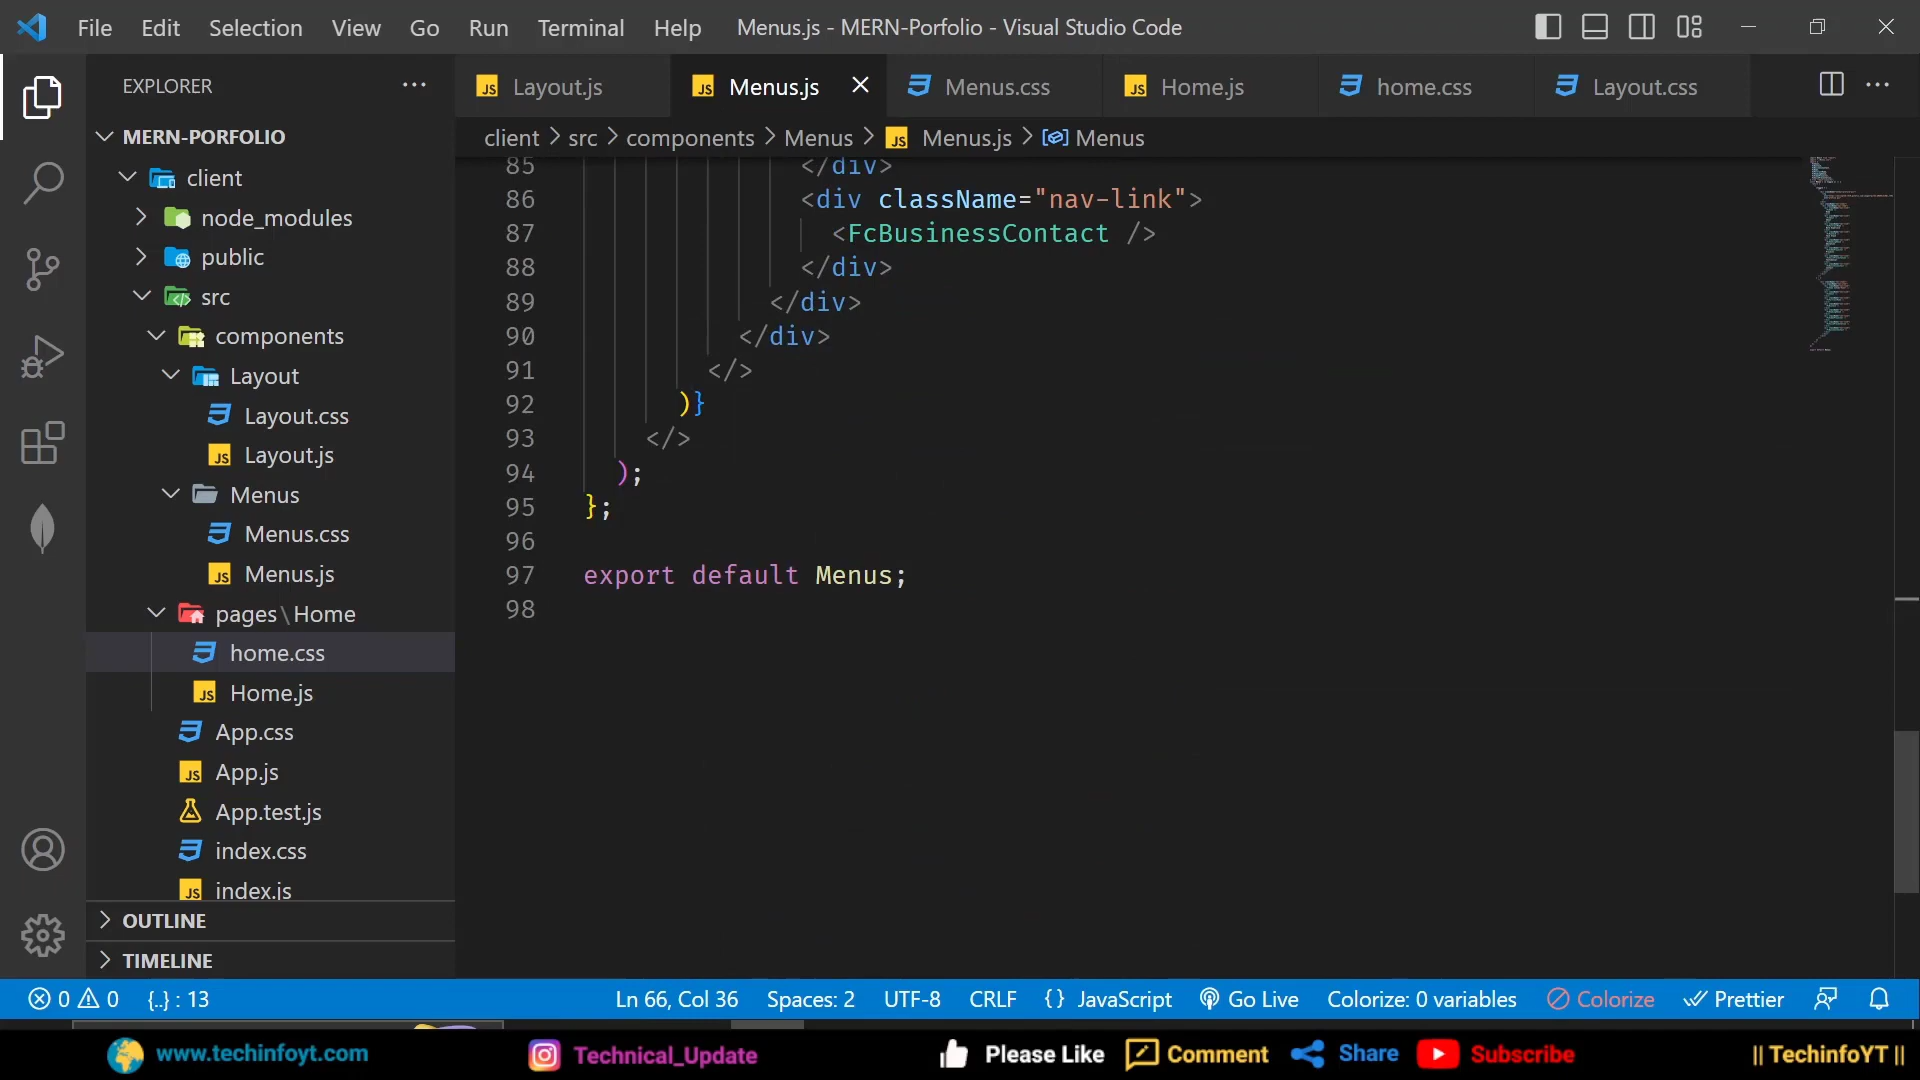 File Edit Selection View Go Run Terminal Help Menus.js - MERN-Porfolio - Visual Studio Code
EXPLORER
Layout.js Menus.js Menus.css Home.js home.css Layout.css
MERN-PORFOLIO
client > src > components > Menus > JS Menus.js > Menus
client
node_modules
public
src
components
Layout
Layout.css
Layout.js
Menus
Menus.css
Menus.js
pages\Home
home.css
Home.js
App.css
App.js
App.test.js
index.css
index.js
OUTLINE
TIMELINE
85 </div>
86 <div className="nav-link">
87 <FcBusinessContact />
88 </div>
89 </div>
90 </div>
91 </>
92 )}
93 </>
94 );
95 };
96
97 export default Menus;
98
0 0 {..} : 13 Ln 66, Col 36 Spaces: 2 UTF-8 CRLF {} JavaScript Go Live Colorize: 0 variables Colorize Prettier
www.techinfoyt.com Technical_Update Please Like Comment Share Subscribe || TechinfoYT ||